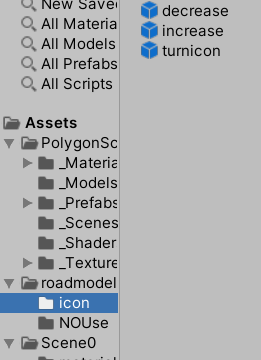 New Save
All Materia
All Models
All Prefabs
All Scripts
Assets
PolygonSc
_Materia
_Models
_Prefabs
_Scenes
_Shader
_Texture
roadmodel
icon
NOUse
Scene0
decrease
increase
turnicon